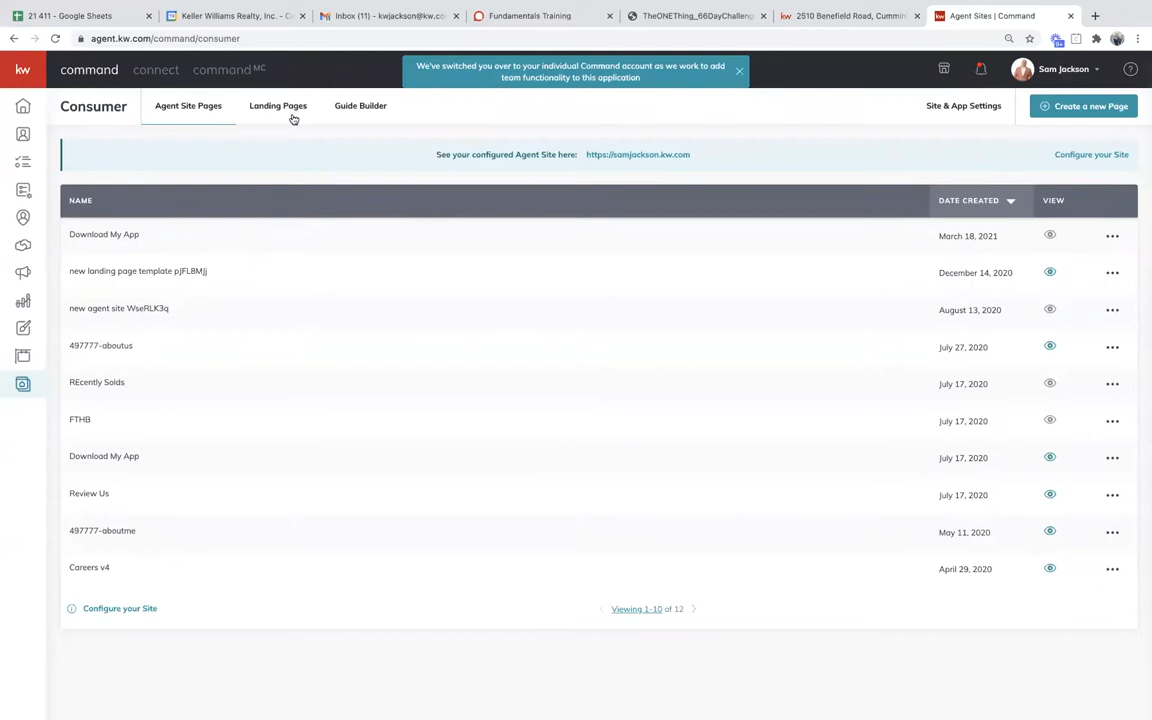 21 411 - Sheets
Keller Williams Realty, Inc. - C
Inbox (11) - kwjackson@kw.co
Fundamentals Training
TheONEThing_66DayChalleng
2510 Benefield Road, Cummin
Agent Sites | Command
agent.kw.com/command/consumer
9+
kw
command
connect
command MC
We've switched you over to your individual Command account as we work to add
team functionality to this application
Sam Jackson
Consumer
Agent Site Pages
Landing Pages
Guide Builder
Site & App Settings
Create a new Page
See your configured Agent Site here: https://samjackson.kw.com
Configure your Site
NAME
DATE CREATED
VIEW
Download My App
March 18, 2021
new landing page template pJFL8MJj
December 14, 2020
new agent site WseRLK3q
August 13, 2020
497777-aboutus
July 27, 2020
REcently Solds
July 17, 2020
FTHB
July 17, 2020
Download My App
July 17, 2020
Review Us
July 17, 2020
497777-aboutme
May 11, 2020
Careers v4
April 29, 2020
Configure your Site
Viewing 1-10 of 12